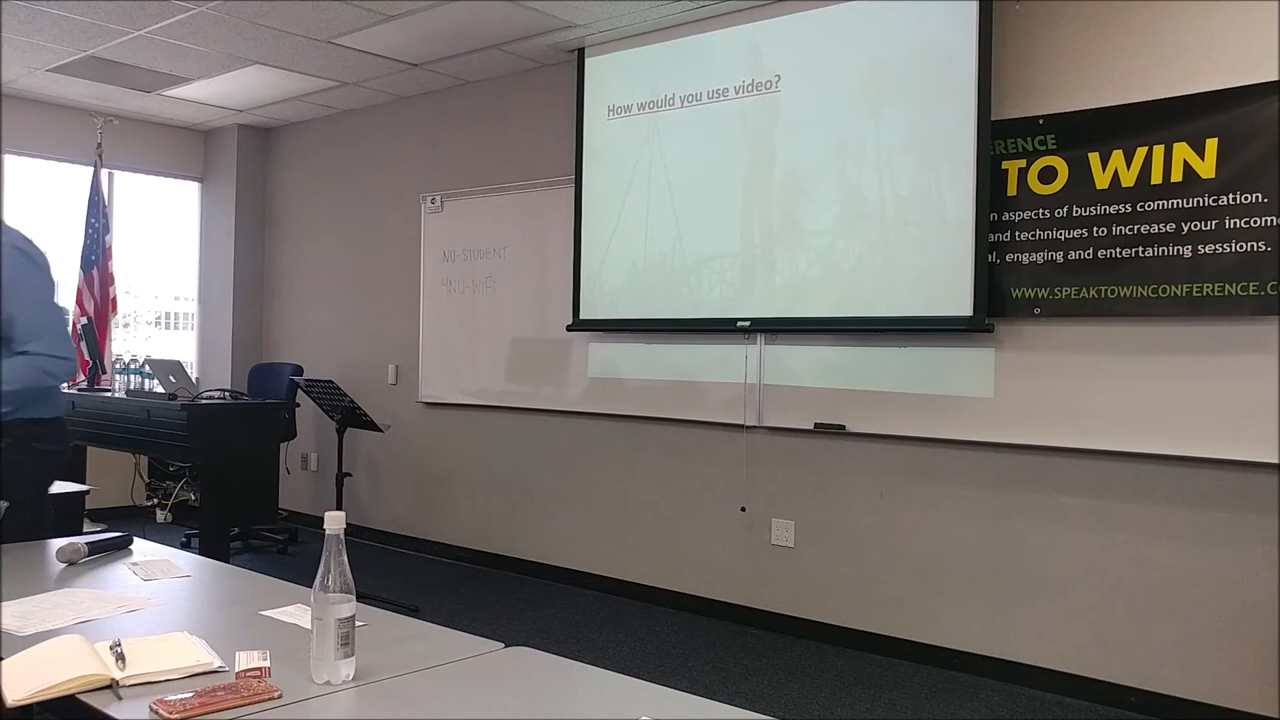 How would you use video?
NU-STUDENT
4NU-WiFi
ERENCE
TO WIN
n aspects of business communication.
and techniques to increase your incom
al, engaging and entertaining sessions.
WWW.SPEAKTOWINCONFERENCE.C